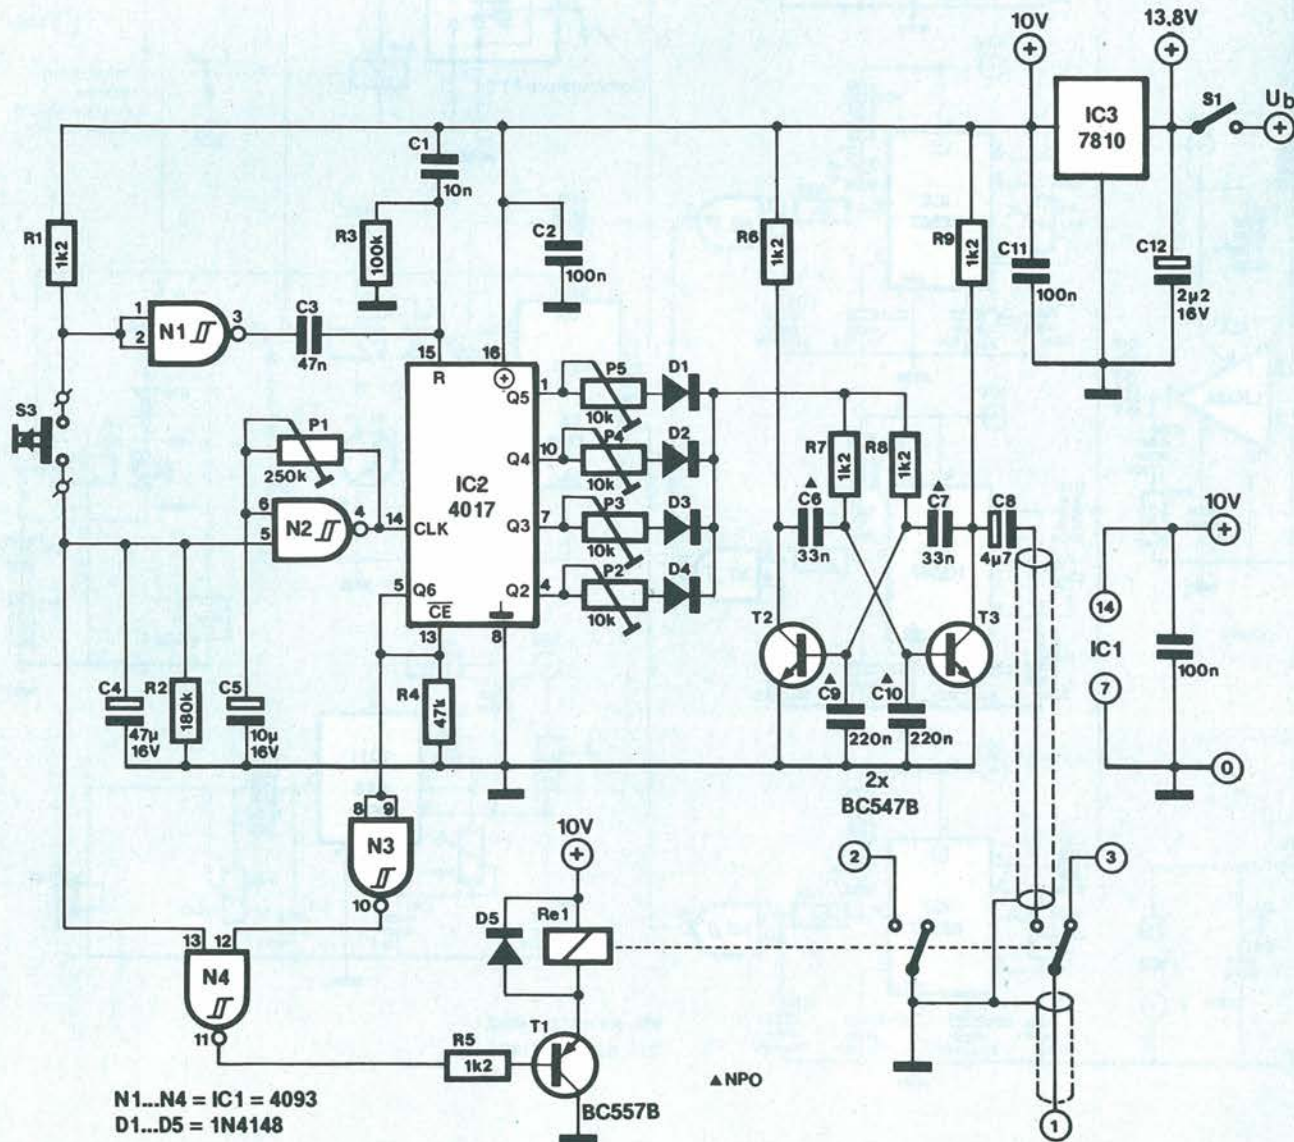 10V
13.8V
+
+
IC3
7810
S1
Ub
+
C1
10n
R1
1k2
R3
100k
C2
100n
R6
1k2
R9
1k2
C11
100n
C12
2µ2
16V
1
2
N1
3
C3
47n
15
R
16
+
S3
P1
250k
6
5
N2
4
14
CLK
IC2
4017
Q5
1
P5
10k
D1
Q4
10
P4
10k
D2
Q3
7
P3
10k
D3
Q2
4
P2
10k
D4
5
Q6
CE
13
8
R7
1k2
R8
1k2
▲
C6
33n
▲
C7
33n
C8
4µ7
10V
+
14
IC1
7
100n
0
T2
T3
▲
C9
220n
▲
C10
220n
C4
47µ
16V
R2
180k
C5
10µ
16V
R4
47k
2x
BC547B
8
9
N3
10
10V
+
2
3
13
12
N4
11
D5
Re1
T1
R5
1k2
BC557B
▲NPO
1
N1...N4 = IC1 = 4093
D1...D5 = 1N4148